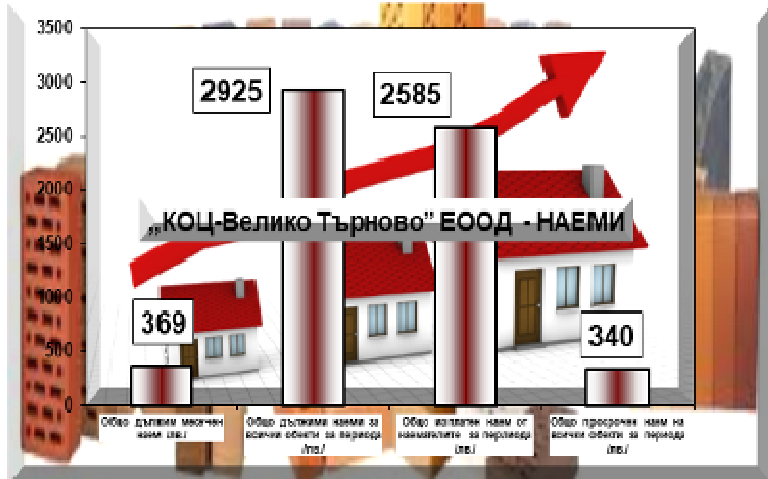 3500
3000
2500
2000
1500
1000
500
0
2925
2585
„КОЦ-Велико Търново” ЕООД - НАЕМИ
369
340
Общо дължим месечен
наем /лв./
Общо дължими наеми за
всички обекти за периода
/лв./
Общо изплатен наем от
наемателите за периода
/лв./
Общо просрочен наем на
всички обекти за периода
/лв./